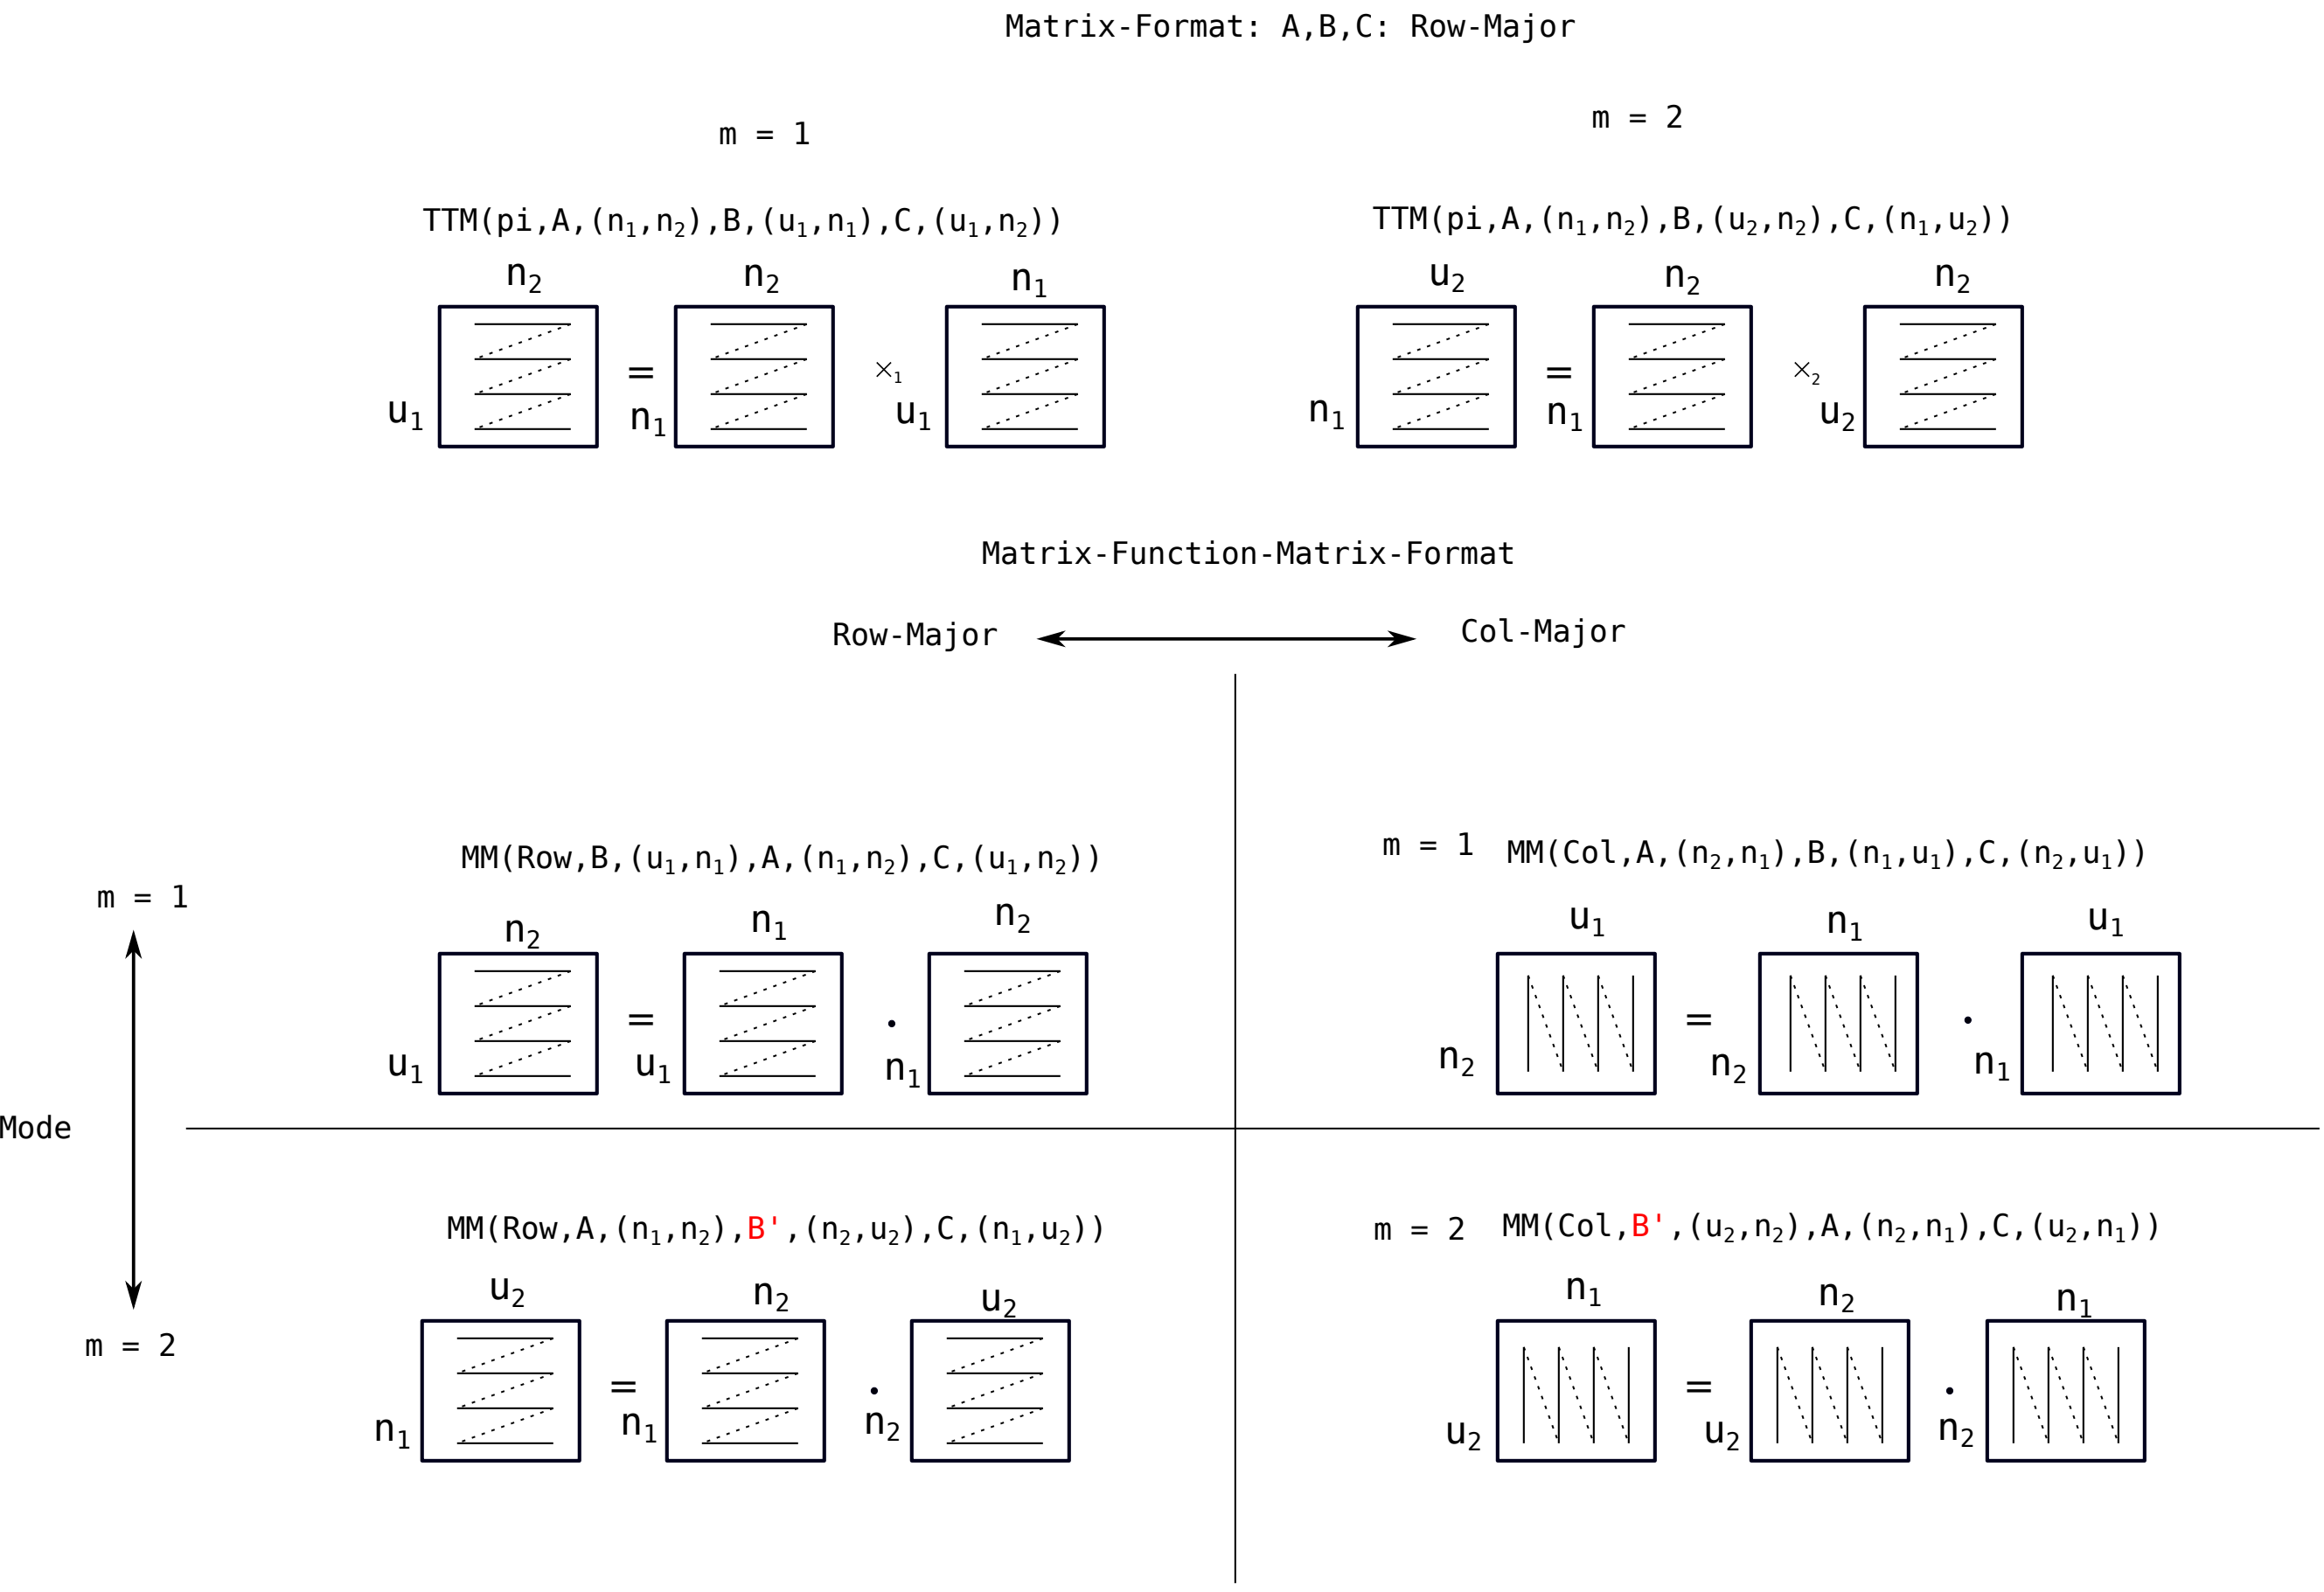 Matrix-Format: A,B,C: Row-Major
m = 1
m = 2
TTM(pi,A,(n₁,n₂),B,(u₁,n₁),C,(u₁,n₂))
TTM(pi,A,(n₁,n₂),B,(u₂,n₂),C,(n₁,u₂))
n₂ n₂ n₁
u₁ = n₁ ×₁ u₁
u₂ n₂ n₂
n₁ = n₁ ×₂ u₂
Matrix-Function-Matrix-Format
Row-Major
Col-Major
Mode
m = 1
MM(Row,B,(u₁,n₁),A,(n₁,n₂),C,(u₁,n₂))
n₂ n₁ n₂
u₁ = u₁ · n₁
m = 1 MM(Col,A,(n₂,n₁),B,(n₁,u₁),C,(n₂,u₁))
u₁ n₁ u₁
n₂ = n₂ · n₁
m = 2
MM(Row,A,(n₁,n₂),B',(n₂,u₂),C,(n₁,u₂))
u₂ n₂ u₂
n₁ = n₁ · n₂
m = 2 MM(Col,B',(u₂,n₂),A,(n₂,n₁),C,(u₂,n₁))
n₁ n₂ n₁
u₂ = u₂ · n₂